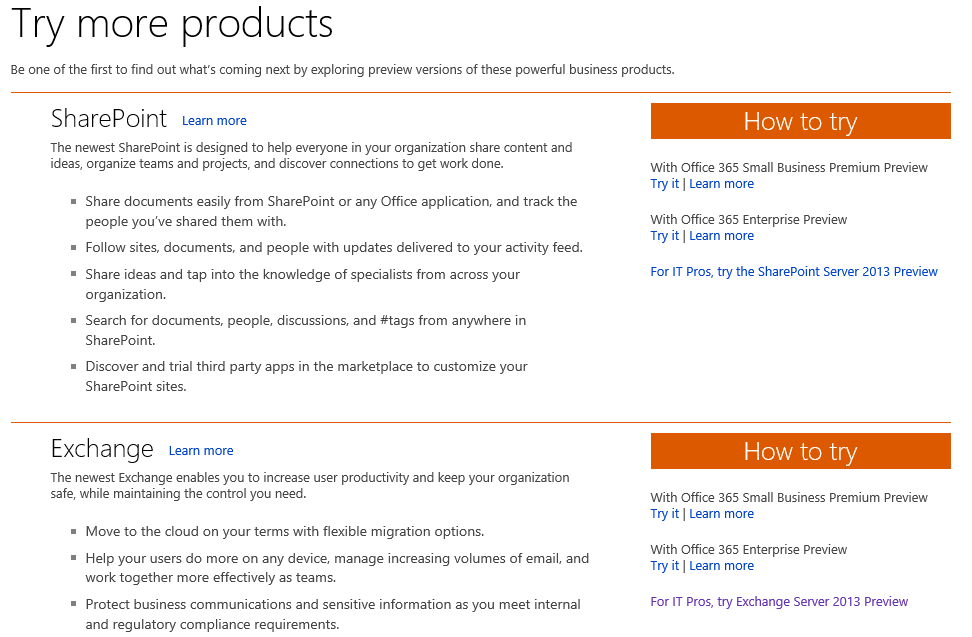 Try more products
Be one of the first to find out what's coming next by exploring preview versions of these powerful business products.
SharePoint Learn more
The newest SharePoint is designed to help everyone in your organization share content and
ideas, organize teams and projects, and discover connections to get work done.
Share documents easily from SharePoint or any Office application, and track the
people you've shared them with.
Follow sites, documents, and people with updates delivered to your activity feed.
Share ideas and tap into the knowledge of specialists from across your
organization.
Search for documents, people, discussions, and #tags from anywhere in
SharePoint.
Discover and trial third party apps in the marketplace to customize your
SharePoint sites.
How to try
With Office 365 Small Business Premium Preview
Try it | Learn more
With Office 365 Enterprise Preview
Try it | Learn more
For IT Pros, try the SharePoint Server 2013 Preview
Exchange Learn more
The newest Exchange enables you to increase user productivity and keep your organization
safe, while maintaining the control you need.
Move to the cloud on your terms with flexible migration options.
Help your users do more on any device, manage increasing volumes of email, and
work together more effectively as teams.
Protect business communications and sensitive information as you meet internal
and regulatory compliance requirements.
How to try
With Office 365 Small Business Premium Preview
Try it | Learn more
With Office 365 Enterprise Preview
Try it | Learn more
For IT Pros, try Exchange Server 2013 Preview